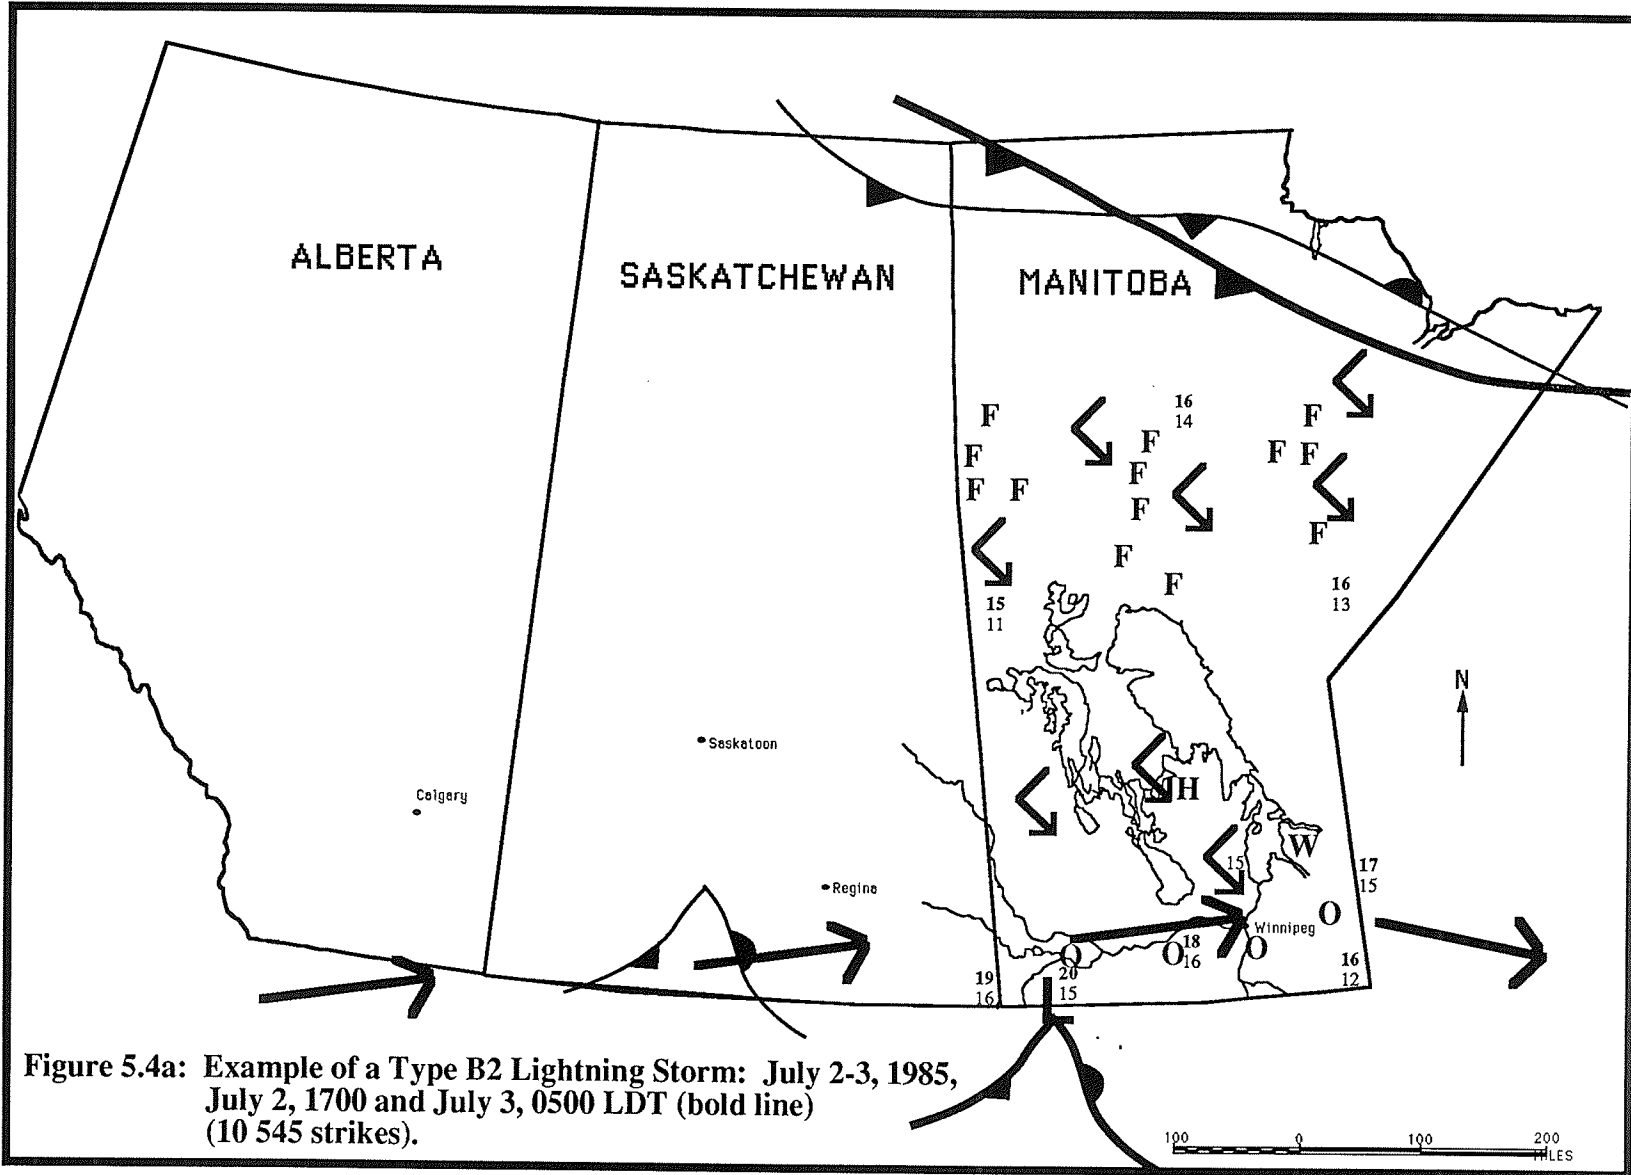 ALBERTA
SASKATCHEWAN
MANITOBA
16
14
F
F
F
F
F
F
F
F
F
F
F
F
F
F
15
11
16
13
N
Saskatoon
Calgary
H
W
15
17
15
Regina
O
Winnipeg
O
O
O
18
16
19
16
20
15
16
12
Figure 5.4a: Example of a Type B2 Lightning Storm: July 2-3, 1985,
July 2, 1700 and July 3, 0500 LDT (bold line)
(10 545 strikes).
100 0 100 200
MILES